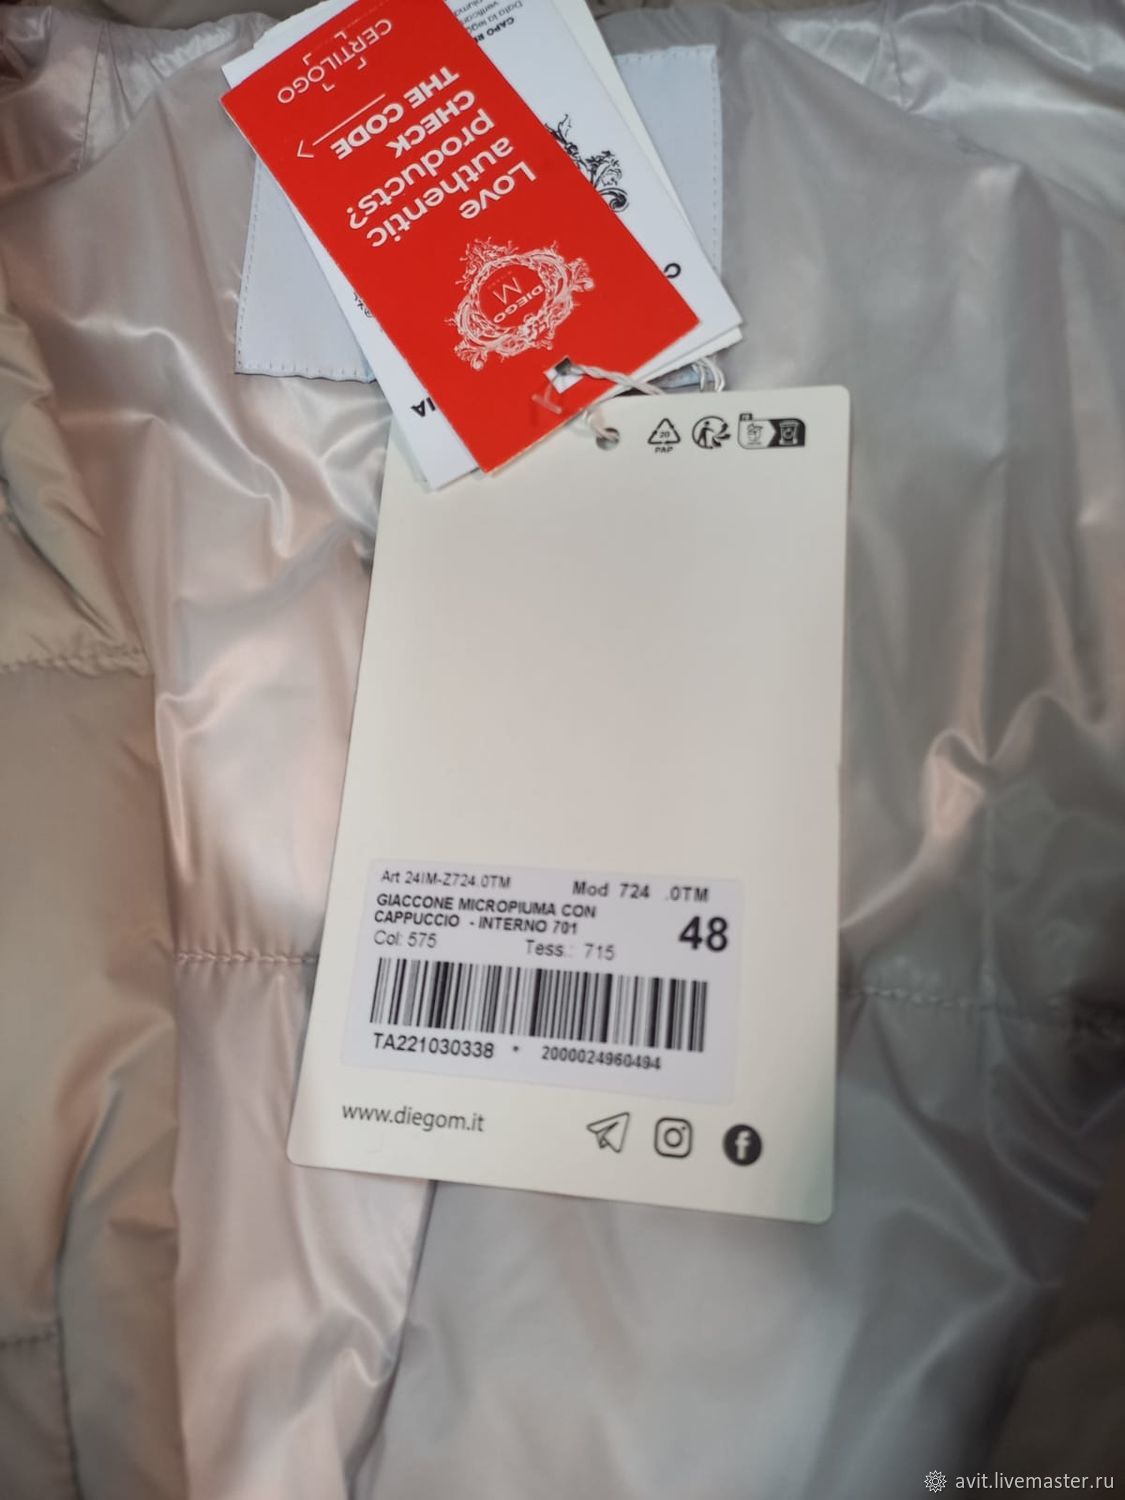 CERTILOGO
Love
authentic
products?
CHECK
THE CODE
DIEGO
M
20
PAP
Art 24IM-Z724.0TM
Mod 724 .0TM
GIACCONE MICROPIUMA CON
CAPPUCCIO - INTERNO 701
48
Col: 575
Tess.: 715
TA221030338 * 2000024960494
www.diegom.it
avit.livemaster.ru